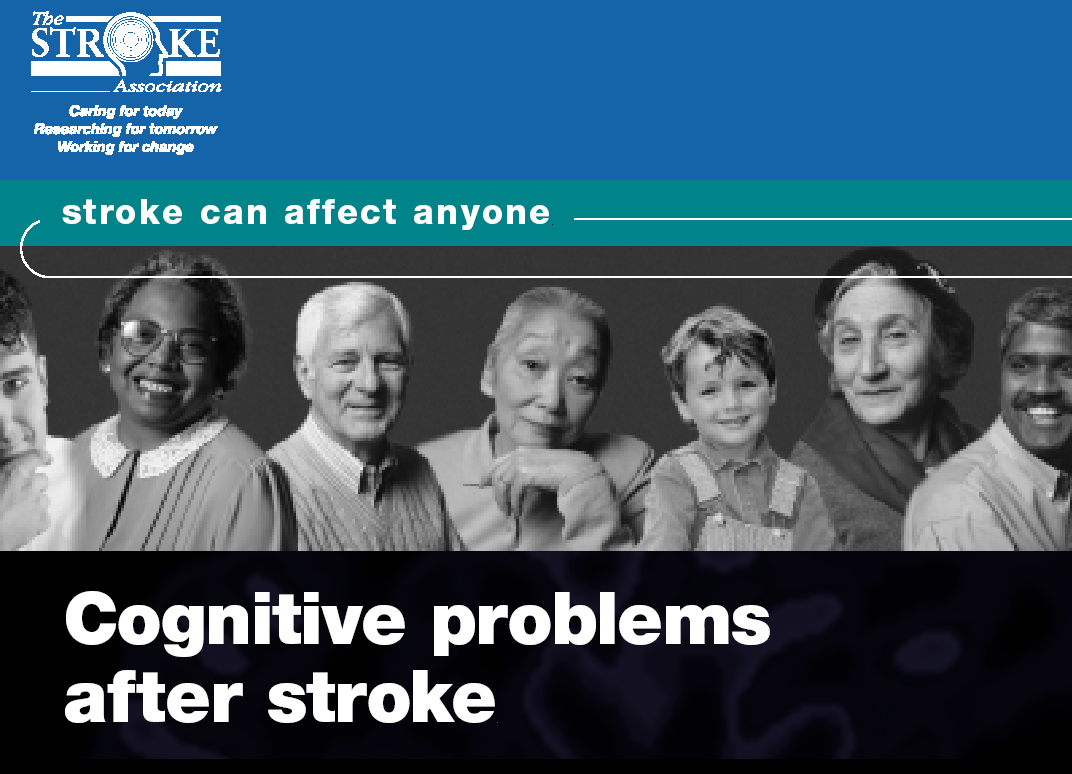 The
STROKE
Association
Caring for today
Researching for tomorrow
Working for change
stroke can affect anyone
Cognitive problems
after stroke